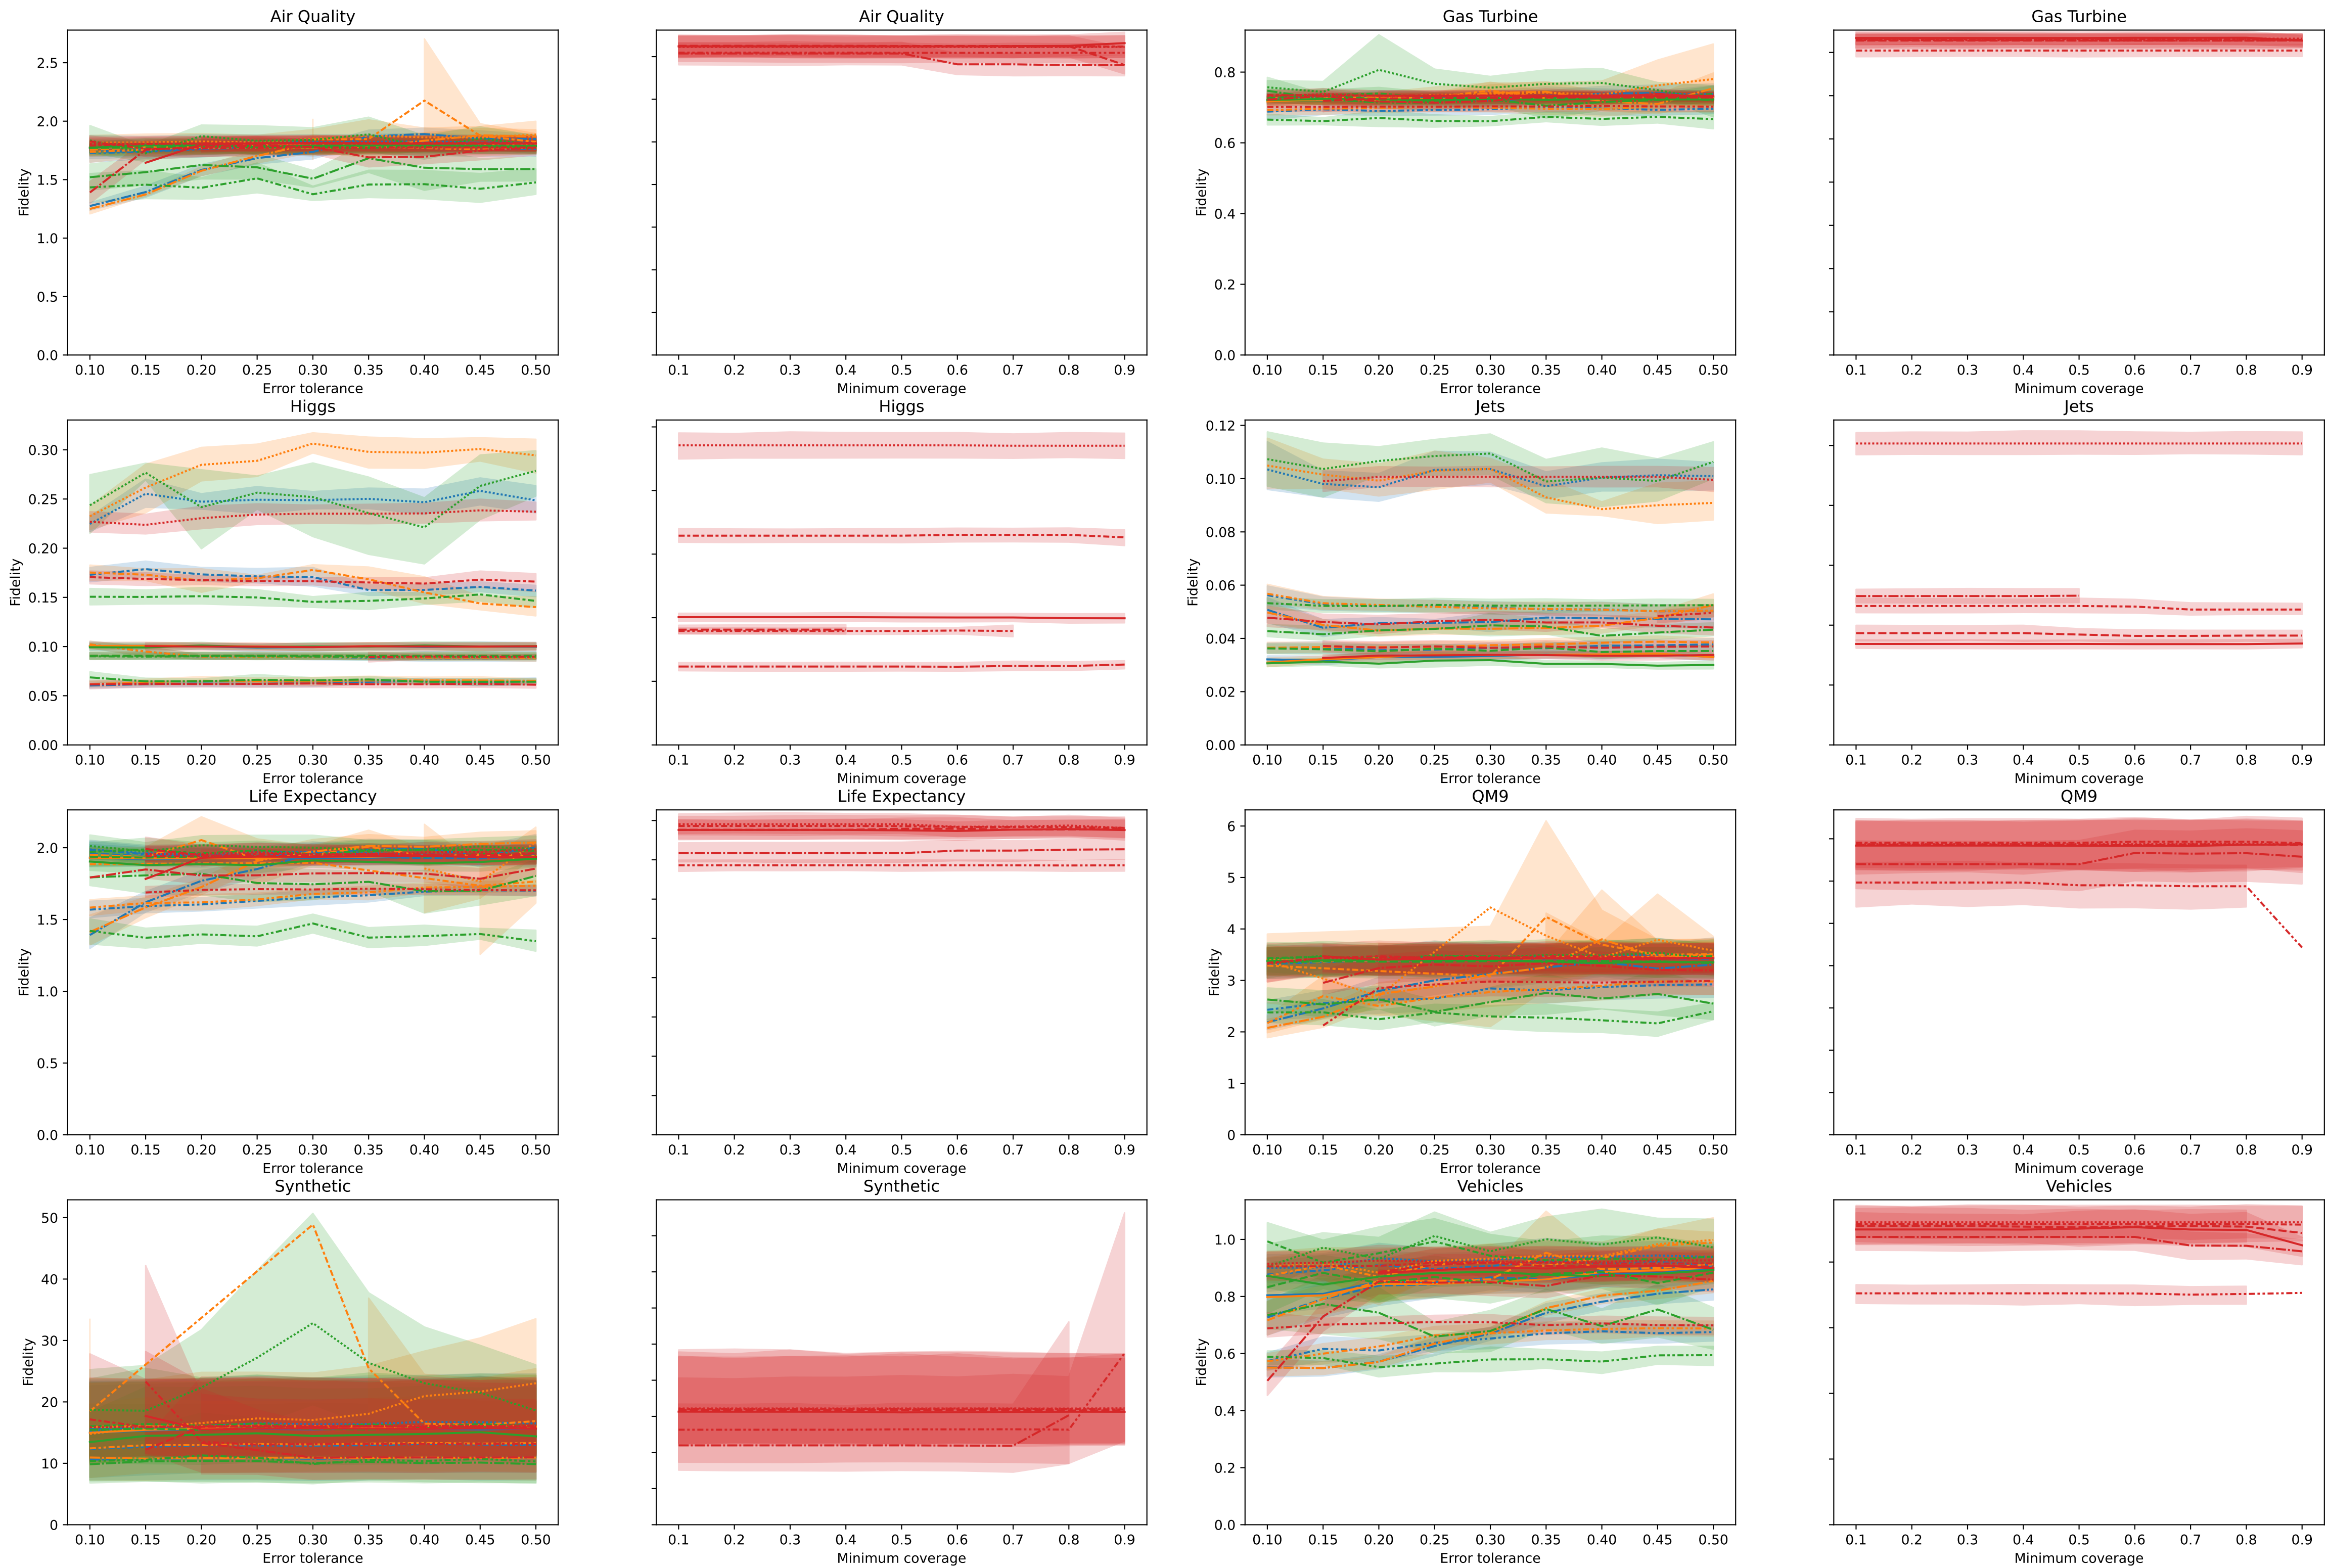 Air Quality
Air Quality
Gas Turbine
Gas Turbine
Fidelity
2.5
2.0
1.5
1.0
0.5
0.0
0.10 0.15 0.20 0.25 0.30 0.35 0.40 0.45 0.50
Error tolerance
0.1 0.2 0.3 0.4 0.5 0.6 0.7 0.8 0.9
Minimum coverage
Fidelity
0.8
0.6
0.4
0.2
0.0
0.10 0.15 0.20 0.25 0.30 0.35 0.40 0.45 0.50
Error tolerance
0.1 0.2 0.3 0.4 0.5 0.6 0.7 0.8 0.9
Minimum coverage
Higgs
Higgs
Jets
Jets
Fidelity
0.30
0.25
0.20
0.15
0.10
0.05
0.00
0.10 0.15 0.20 0.25 0.30 0.35 0.40 0.45 0.50
Error tolerance
0.1 0.2 0.3 0.4 0.5 0.6 0.7 0.8 0.9
Minimum coverage
Fidelity
0.12
0.10
0.08
0.06
0.04
0.02
0.00
0.10 0.15 0.20 0.25 0.30 0.35 0.40 0.45 0.50
Error tolerance
0.1 0.2 0.3 0.4 0.5 0.6 0.7 0.8 0.9
Minimum coverage
Life Expectancy
Life Expectancy
QM9
QM9
Fidelity
2.0
1.5
1.0
0.5
0.0
0.10 0.15 0.20 0.25 0.30 0.35 0.40 0.45 0.50
Error tolerance
0.1 0.2 0.3 0.4 0.5 0.6 0.7 0.8 0.9
Minimum coverage
Fidelity
6
5
4
3
2
1
0
0.10 0.15 0.20 0.25 0.30 0.35 0.40 0.45 0.50
Error tolerance
0.1 0.2 0.3 0.4 0.5 0.6 0.7 0.8 0.9
Minimum coverage
Synthetic
Synthetic
Vehicles
Vehicles
Fidelity
50
40
30
20
10
0
0.10 0.15 0.20 0.25 0.30 0.35 0.40 0.45 0.50
Error tolerance
0.1 0.2 0.3 0.4 0.5 0.6 0.7 0.8 0.9
Minimum coverage
Fidelity
1.0
0.8
0.6
0.4
0.2
0.0
0.10 0.15 0.20 0.25 0.30 0.35 0.40 0.45 0.50
Error tolerance
0.1 0.2 0.3 0.4 0.5 0.6 0.7 0.8 0.9
Minimum coverage